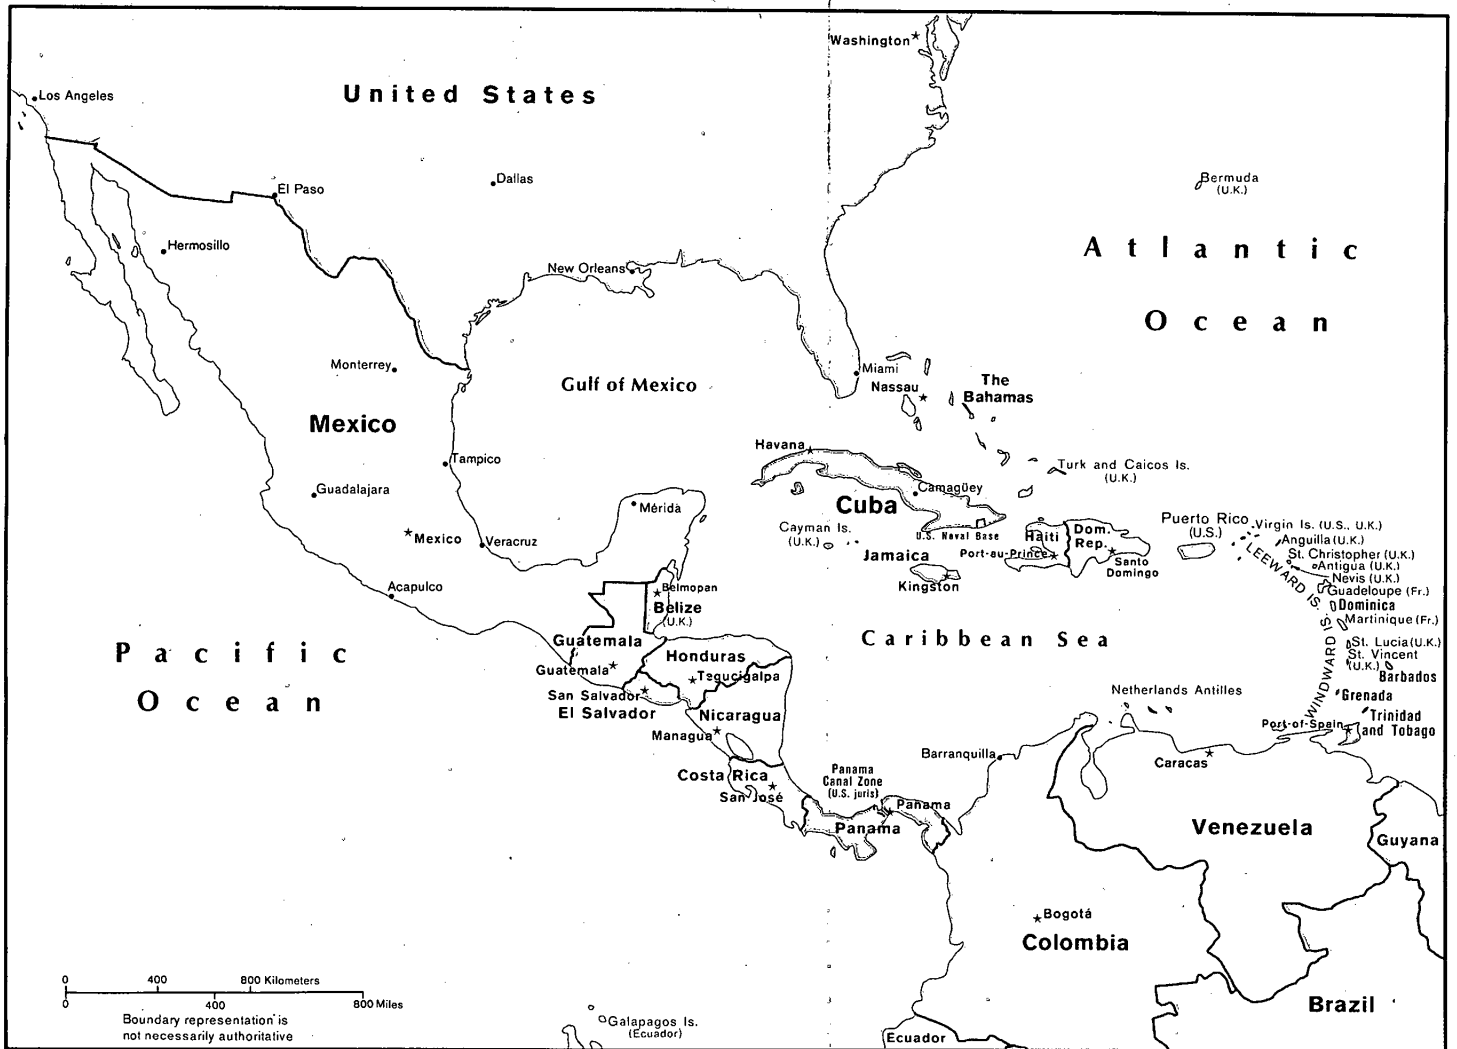 Washington
Los Angeles
United States
El Paso
Dallas
Bermuda
(U.K.)
Hermosillo
Atlantic
Ocean
New Orleans
Monterrey
Gulf of Mexico
Miami
Nassau
The
Bahamas
Mexico
Tampico
Havana
Turk and Caicos Is.
(U.K.)
Guadalajara
Mérida
Camagüey
Cuba
Mexico
Veracruz
Cayman Is.
(U.K.)
U.S. Naval Base
Haiti
Dom.
Rep.
Puerto Rico
(U.S.)
Virgin Is. (U.S., U.K.)
Anguilla (U.K.)
St. Christopher (U.K.)
Antigua (U.K.)
Nevis (U.K.)
Guadeloupe (Fr.)
Dominica
Martinique (Fr.)
St. Lucia (U.K.)
St. Vincent
(U.K.)
Barbados
Grenada
Trinidad
and Tobago
LEEWARD IS.
WINDWARD IS.
Jamaica
Port-au-Prince
Santo
Domingo
Kingston
Acapulco
Belmopan
Belize
(U.K.)
Pacific
Ocean
Guatemala
Guatemala
Honduras
Tegucigalpa
Caribbean Sea
San Salvador
El Salvador
Nicaragua
Managua
Netherlands Antilles
Port-of-Spain
Costa Rica
San José
Panama
Canal Zone
(U.S. juris)
Panama
Panama
Barranquilla
Caracas
Venezuela
Guyana
Bogotá
Colombia
Brazil
0 400 800 Kilometers
0 400 800 Miles
Boundary representation is
not necessarily authoritative
Galapagos Is.
(Ecuador)
Ecuador